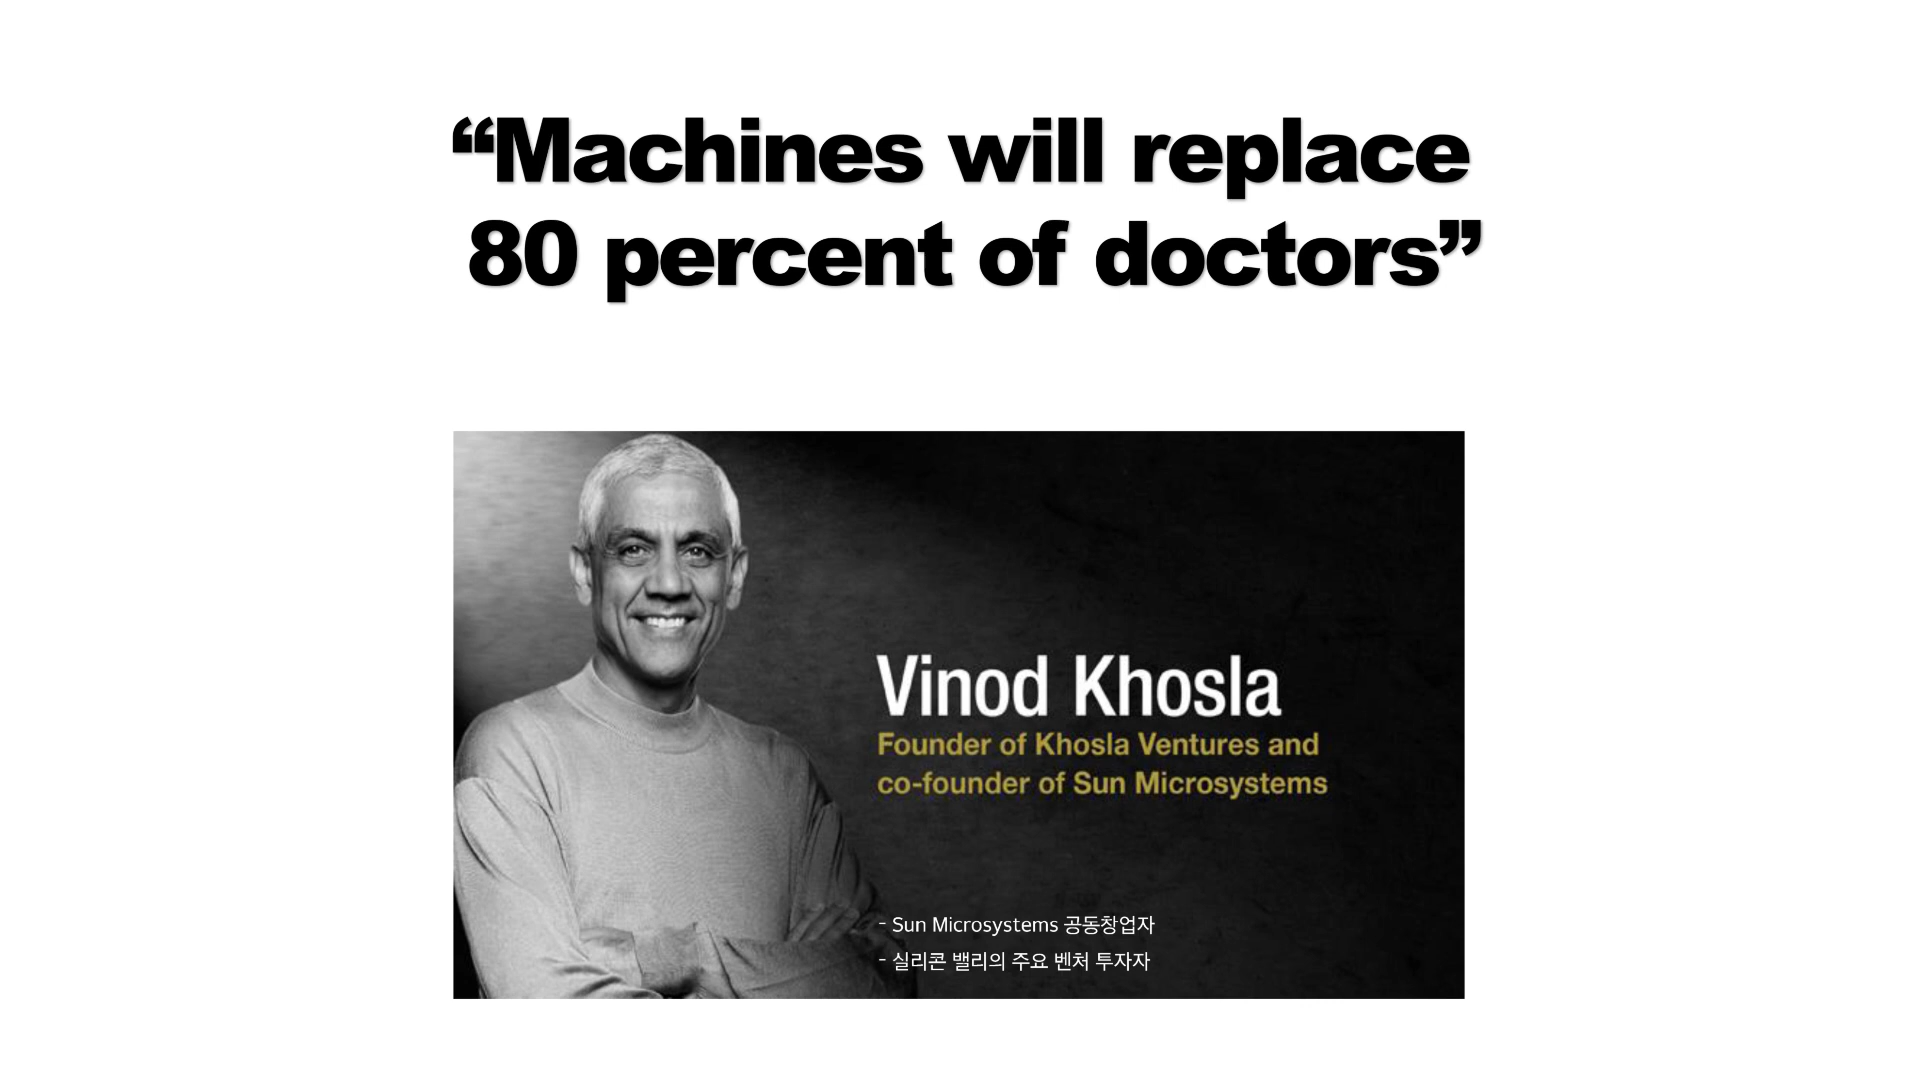 “Machines will replace
80 percent of doctors”
Vinod Khosla
Founder of Khosla Ventures and
co-founder of Sun Microsystems
- Sun Microsystems 공동창업자
- 실리콘 밸리의 주요 벤처 투자자